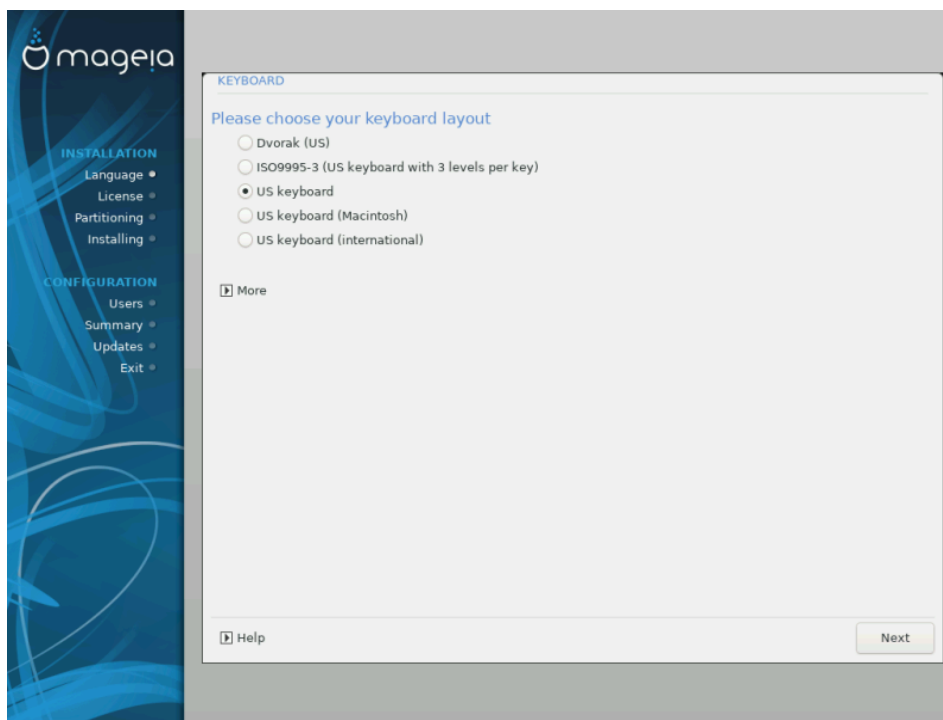 mageia
INSTALLATION
Language
License
Partitioning
Installing
CONFIGURATION
Users
Summary
Updates
Exit
KEYBOARD
Please choose your keyboard layout
Dvorak (US)
ISO9995-3 (US keyboard with 3 levels per key)
US keyboard
US keyboard (Macintosh)
US keyboard (international)
More
Help
Next